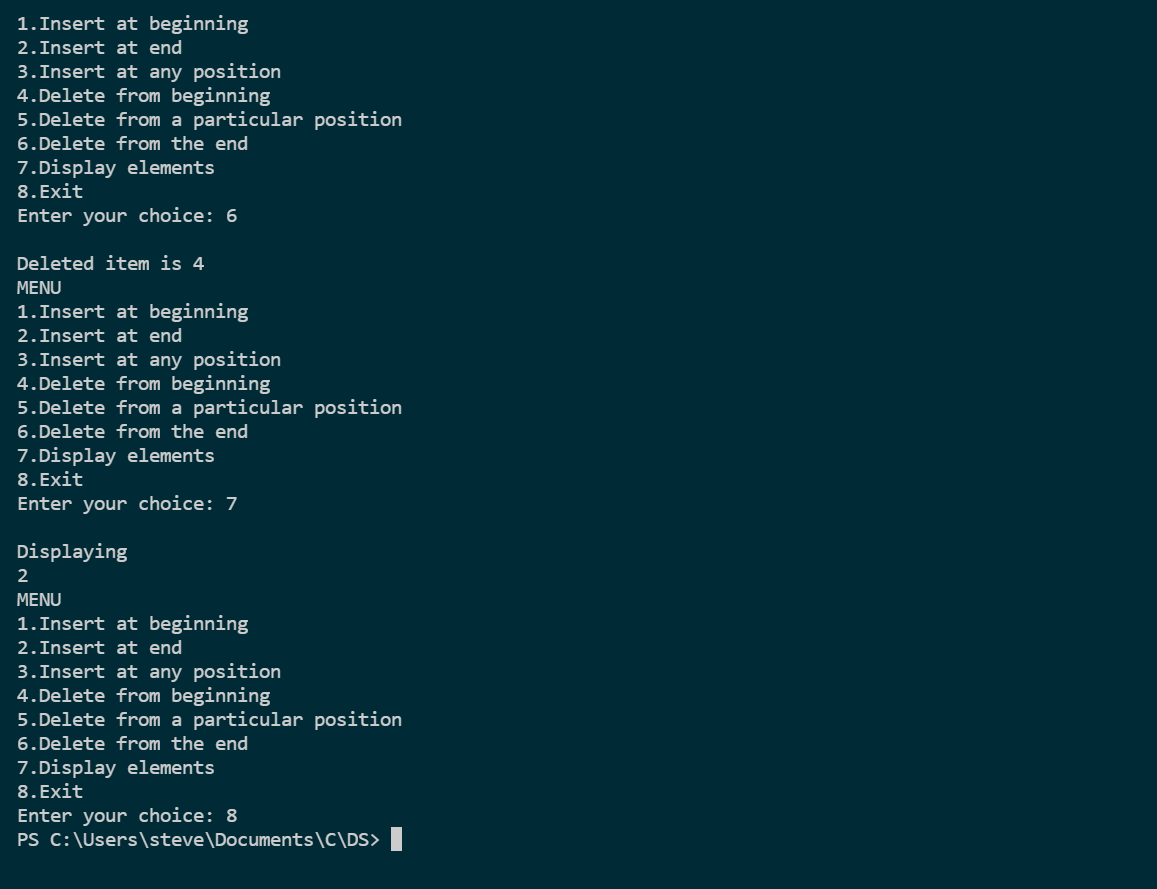 1.Insert at beginning
2.Insert at end
3.Insert at any position
4.Delete from beginning
5.Delete from a particular position
6.Delete from the end
7.Display elements
8.Exit
Enter your choice: 6
Deleted item is 4
MENU
1.Insert at beginning
2.Insert at end
3.Insert at any position
4.Delete from beginning
5.Delete from a particular position
6.Delete from the end
7.Display elements
8.Exit
Enter your choice: 7
Displaying
2
MENU
1.Insert at beginning
2.Insert at end
3.Insert at any position
4.Delete from beginning
5.Delete from a particular position
6.Delete from the end
7.Display elements
8.Exit
Enter your choice: 8
PS C:\Users\steve\Documents\C\DS>